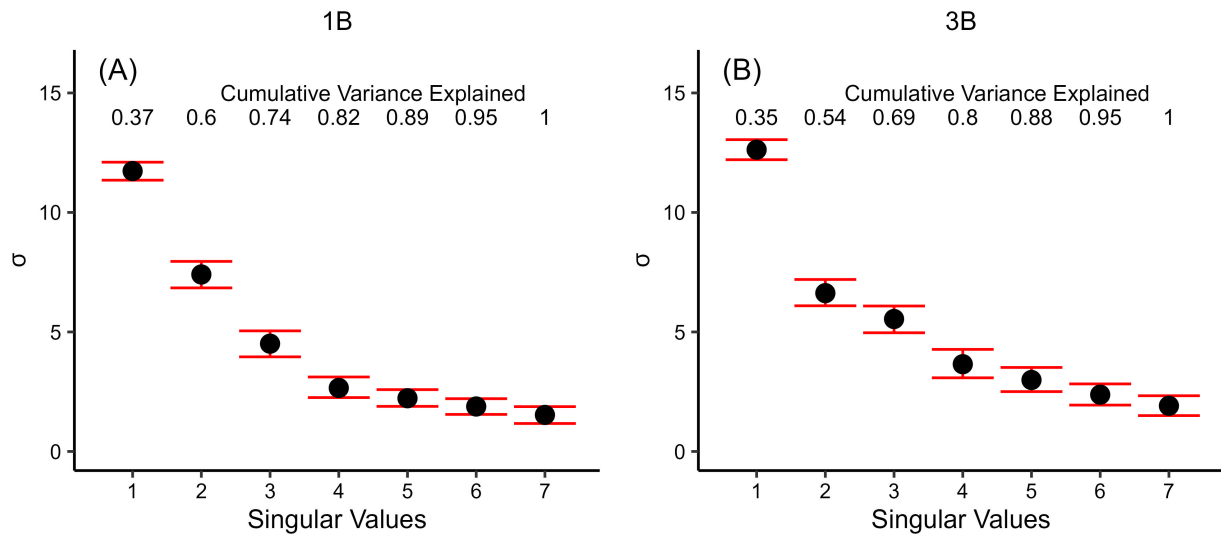 1B
(A)
Cumulative Variance Explained
0.37 0.6 0.74 0.82 0.89 0.95 1
15
10
5
0
σ
1 2 3 4 5 6 7
Singular Values
3B
(B)
Cumulative Variance Explained
0.35 0.54 0.69 0.8 0.88 0.95 1
15
10
5
0
σ
1 2 3 4 5 6 7
Singular Values